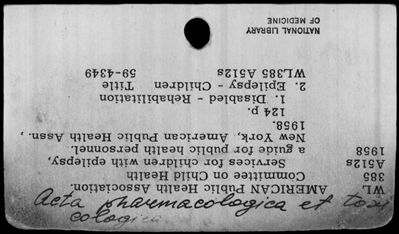 WL AMERICAN Public Health Association.
385 Committee on Child Health
A512s Services for children with epilepsy,
1958 a guide for public health personnel.
New York, American Public Health Assn.,
1958.
124 p.
1. Disabled - Rehabilitation
2. Epilepsy - Children Title
WL385 A512s 59-4349
NATIONAL LIBRARY
OF MEDICINE
Acta pharmacologica et toxi
cologica